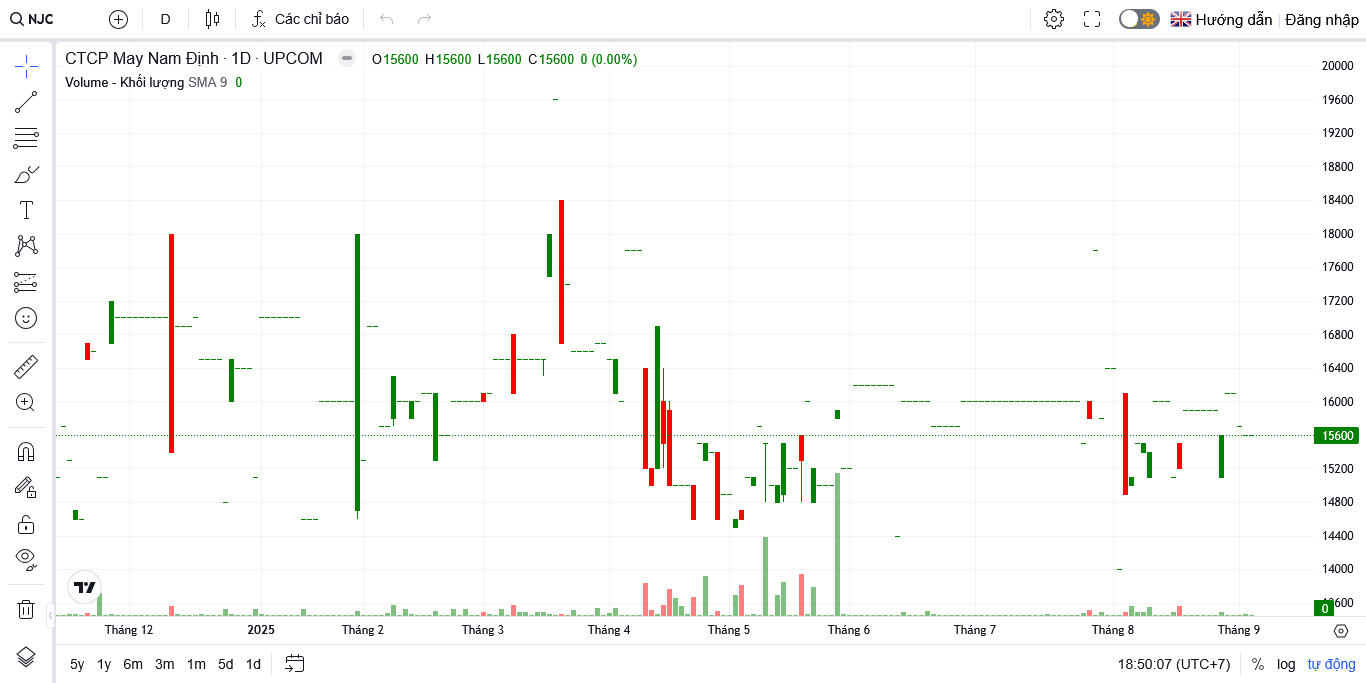 NJC
D
Các chỉ báo
Hướng dẫn
Đăng nhập
CTCP May Nam Định · 1D · UPCOM
O15600 H15600 L15600 C15600 0 (0.00%)
Volume - Khối lượng SMA 9 0
20000
19600
19200
18800
18400
18000
17600
17200
16800
16400
16000
15600
15200
14800
14400
14000
0
Tháng 12
2025
Tháng 2
Tháng 3
Tháng 4
Tháng 5
Tháng 6
Tháng 7
Tháng 8
Tháng 9
5y 1y 6m 3m 1m 5d 1d
18:50:07 (UTC+7)
%
log
tự động